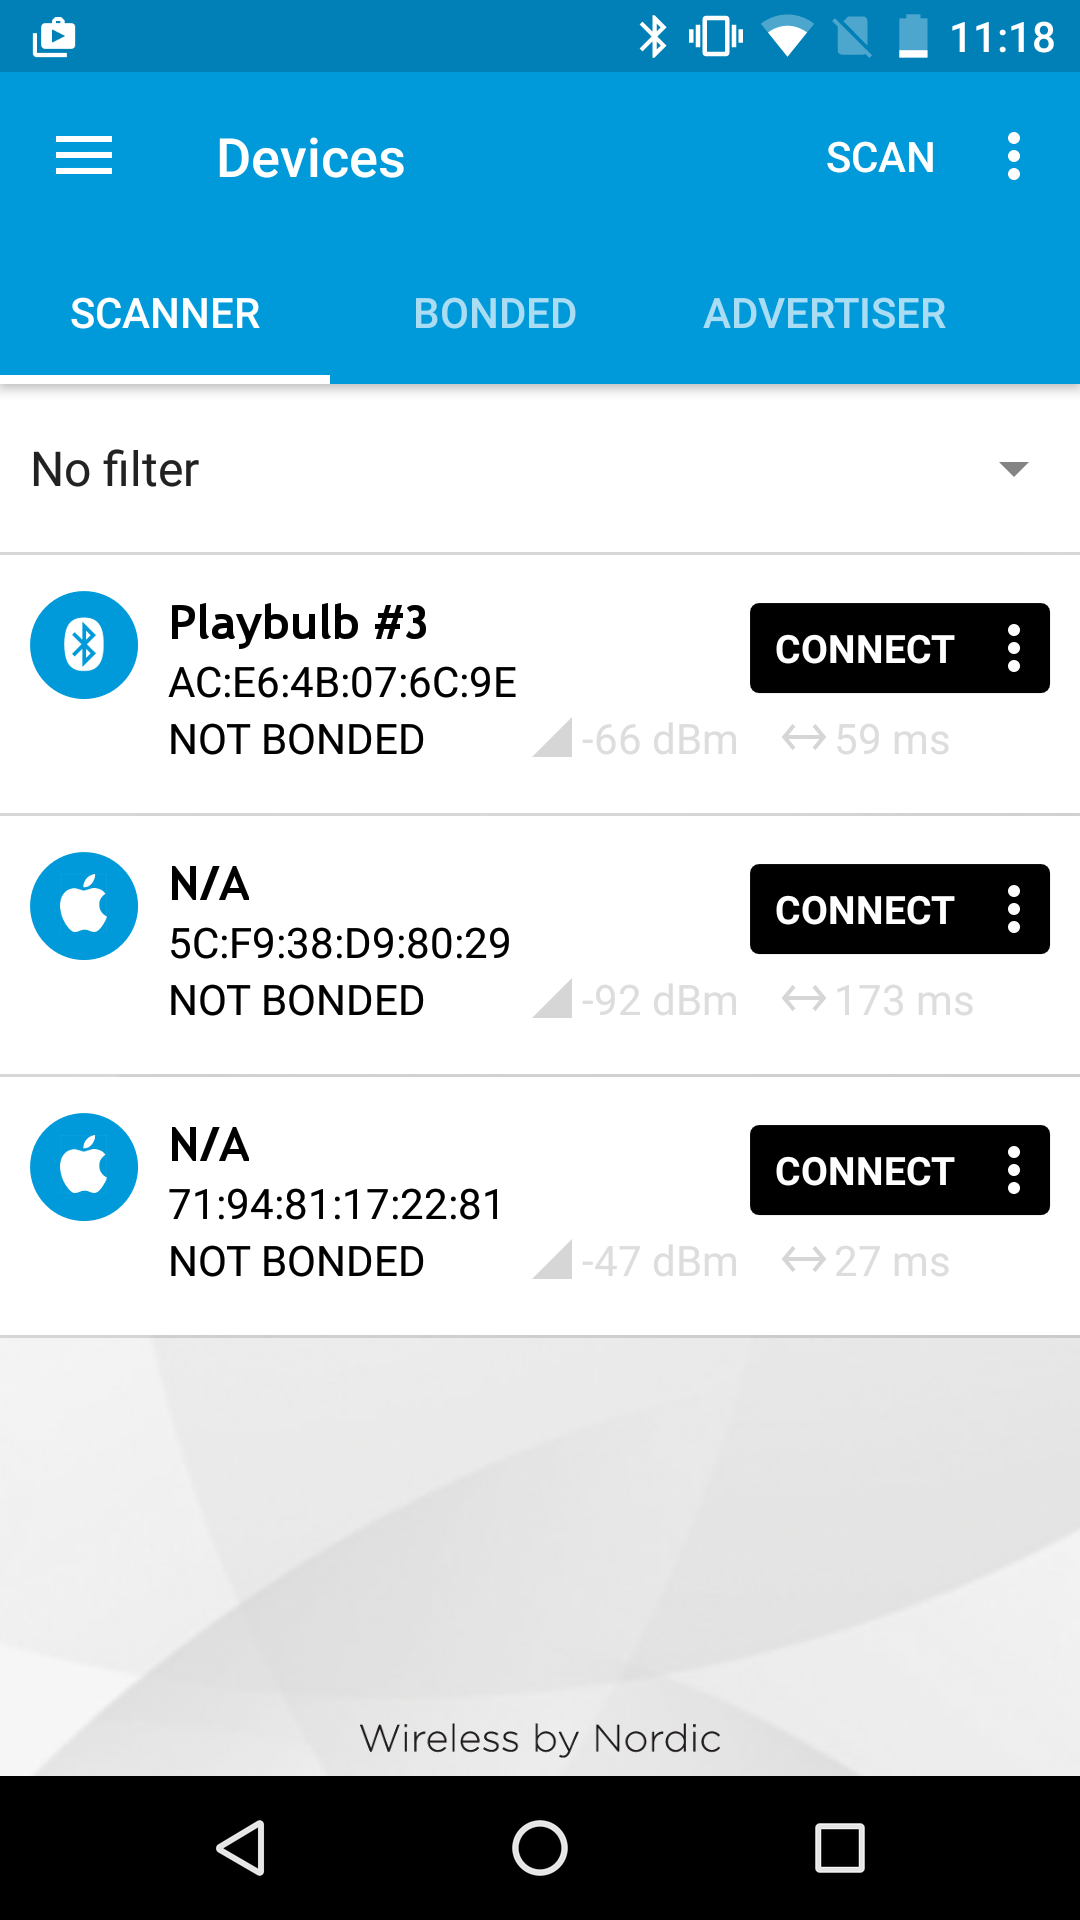 11:18
Devices SCAN
SCANNER BONDED ADVERTISER
No filter
Playbulb #3 CONNECT
AC:E6:4B:07:6C:9E
NOT BONDED -66 dBm 59 ms
N/A CONNECT
5C:F9:38:D9:80:29
NOT BONDED -92 dBm 173 ms
N/A CONNECT
71:94:81:17:22:81
NOT BONDED -47 dBm 27 ms
Wireless by Nordic